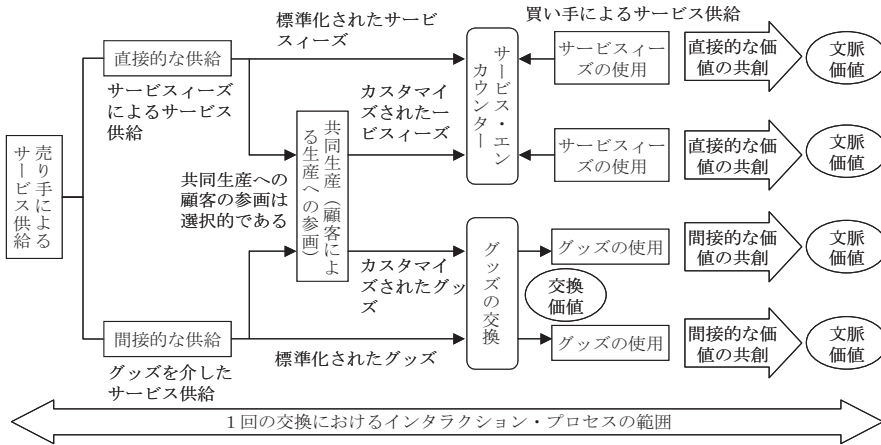 買い手によるサービス供給
標準化されたサービ
スィーズ
直接的な供給
サービスィーズ
によるサービス
供給
カスタマイ
ズされたービ
スィーズ
サービス・エン
カウンター
サービスィー
ズの使用
直接的な価
値の共創
文脈
価値
サービスィー
ズの使用
直接的な価
値の共創
文脈
価値
売り手による
サービス供給
共同生産への
顧客の参画は
選択的である
共同生産（顧客によ
る生産への参画）
カスタマイ
ズされたグッ
ズ
グッズの交換
グッズの使用
間接的な価
値の共創
文脈
価値
交換
価値
間接的な供給
グッズを介した
サービス供給
標準化されたグッズ
グッズの使用
間接的な価
値の共創
文脈
価値
１回の交換におけるインタラクション・プロセスの範囲